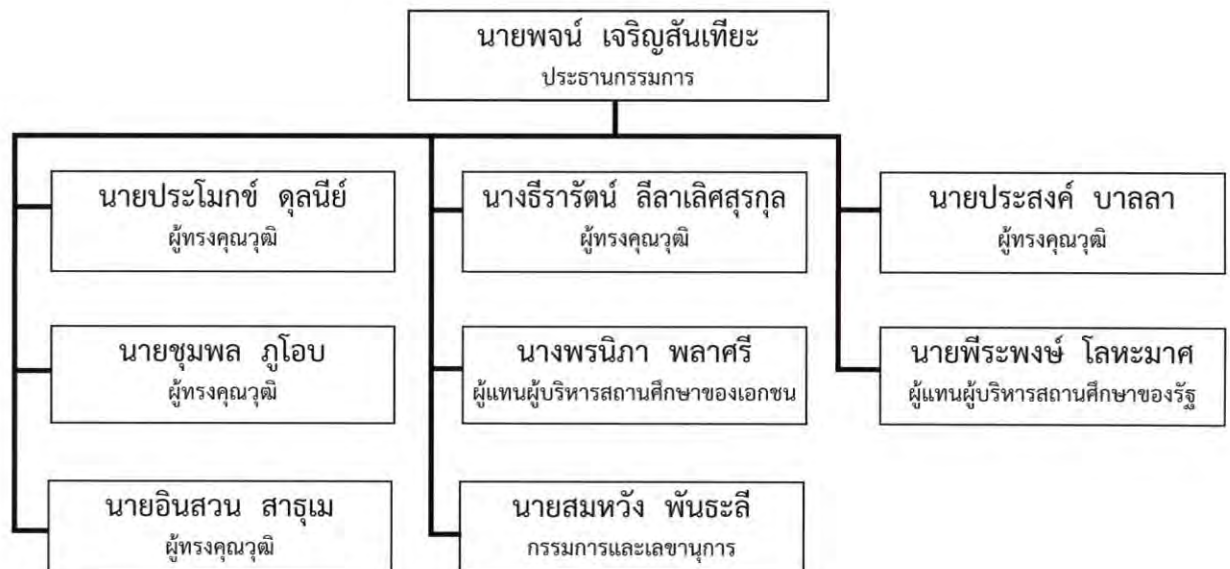 นายพจน์ เจริญสันเทียะ
ประธานกรรมการ
นายประโมกข์ ดุลนีย์
ผู้ทรงคุณวุฒิ
นางธีรารัตน์ ลีลาเลิศสุรกุล
ผู้ทรงคุณวุฒิ
นายประสงค์ บาลลา
ผู้ทรงคุณวุฒิ
นายชุมพล ภูโอบ
ผู้ทรงคุณวุฒิ
นางพรนิภา พลาศรี
ผู้แทนผู้บริหารสถานศึกษาของเอกชน
นายพีระพงษ์ โลหะมาศ
ผู้แทนผู้บริหารสถานศึกษาของรัฐ
นายอินสวน สาธุเม
ผู้ทรงคุณวุฒิ
นายสมหวัง พันธะลี
กรรมการและเลขานุการ